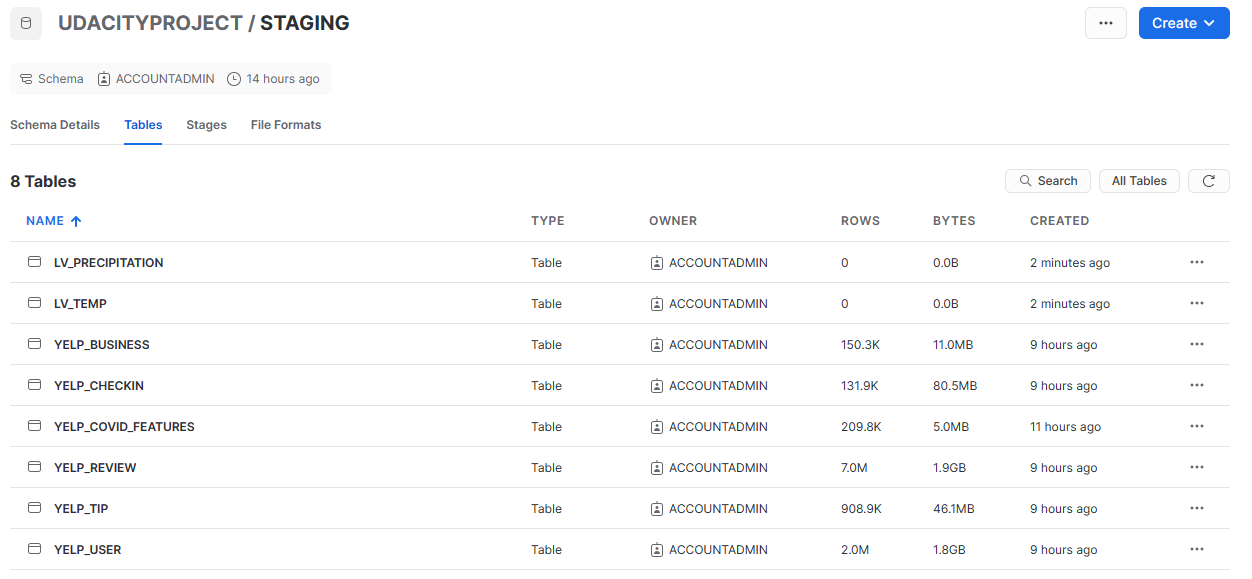 UDACITYPROJECT / STAGING
... Create
Schema ACCOUNTADMIN 14 hours ago
Schema Details Tables Stages File Formats
8 Tables Search All Tables
NAME TYPE OWNER ROWS BYTES CREATED
LV_PRECIPITATION Table ACCOUNTADMIN 0 0.0B 2 minutes ago ...
LV_TEMP Table ACCOUNTADMIN 0 0.0B 2 minutes ago ...
YELP_BUSINESS Table ACCOUNTADMIN 150.3K 11.0MB 9 hours ago ...
YELP_CHECKIN Table ACCOUNTADMIN 131.9K 80.5MB 9 hours ago ...
YELP_COVID_FEATURES Table ACCOUNTADMIN 209.8K 5.0MB 11 hours ago ...
YELP_REVIEW Table ACCOUNTADMIN 7.0M 1.9GB 9 hours ago ...
YELP_TIP Table ACCOUNTADMIN 908.9K 46.1MB 9 hours ago ...
YELP_USER Table ACCOUNTADMIN 2.0M 1.8GB 9 hours ago ...